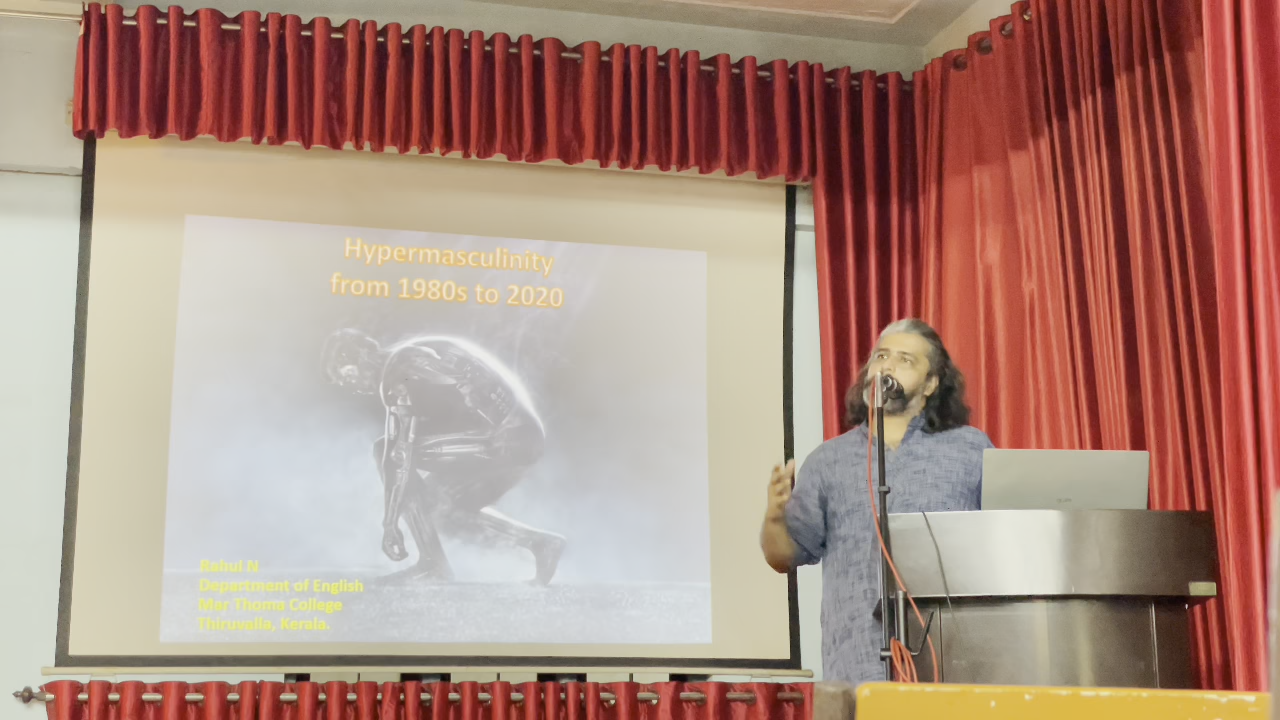 Hypermasculinity
from 1980s to 2020
Rahul N
Department of English
Mar Thoma College
Thiruvalla, Kerala.